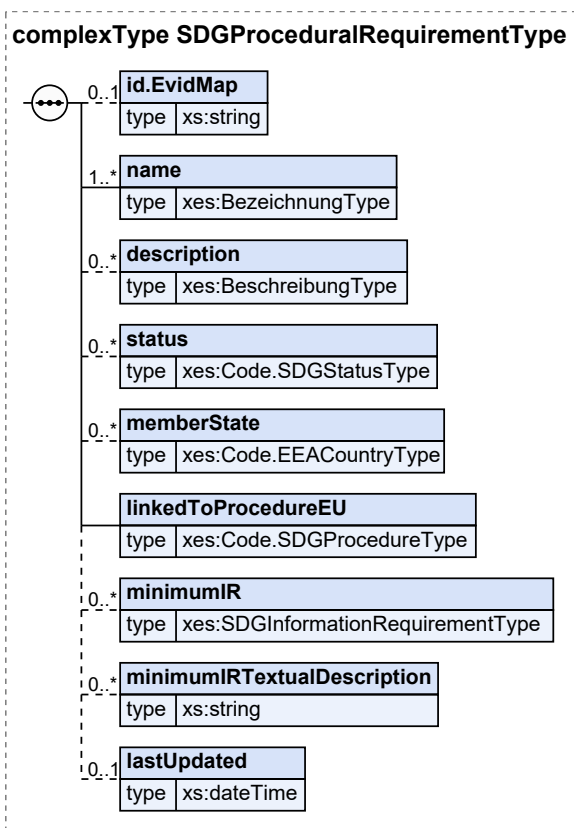 complexType SDGProceduralRequirementType
0..1 id.EvidMap
type xs:string
1..* name
type xes:BezeichnungType
0..* description
type xes:BeschreibungType
0..* status
type xes:Code.SDGStatusType
0..* memberState
type xes:Code.EEACountryType
linkedToProcedureEU
type xes:Code.SDGProcedureType
0..* minimumIR
type xes:SDGInformationRequirementType
0..* minimumIRTextualDescription
type xs:string
0..1 lastUpdated
type xs:dateTime